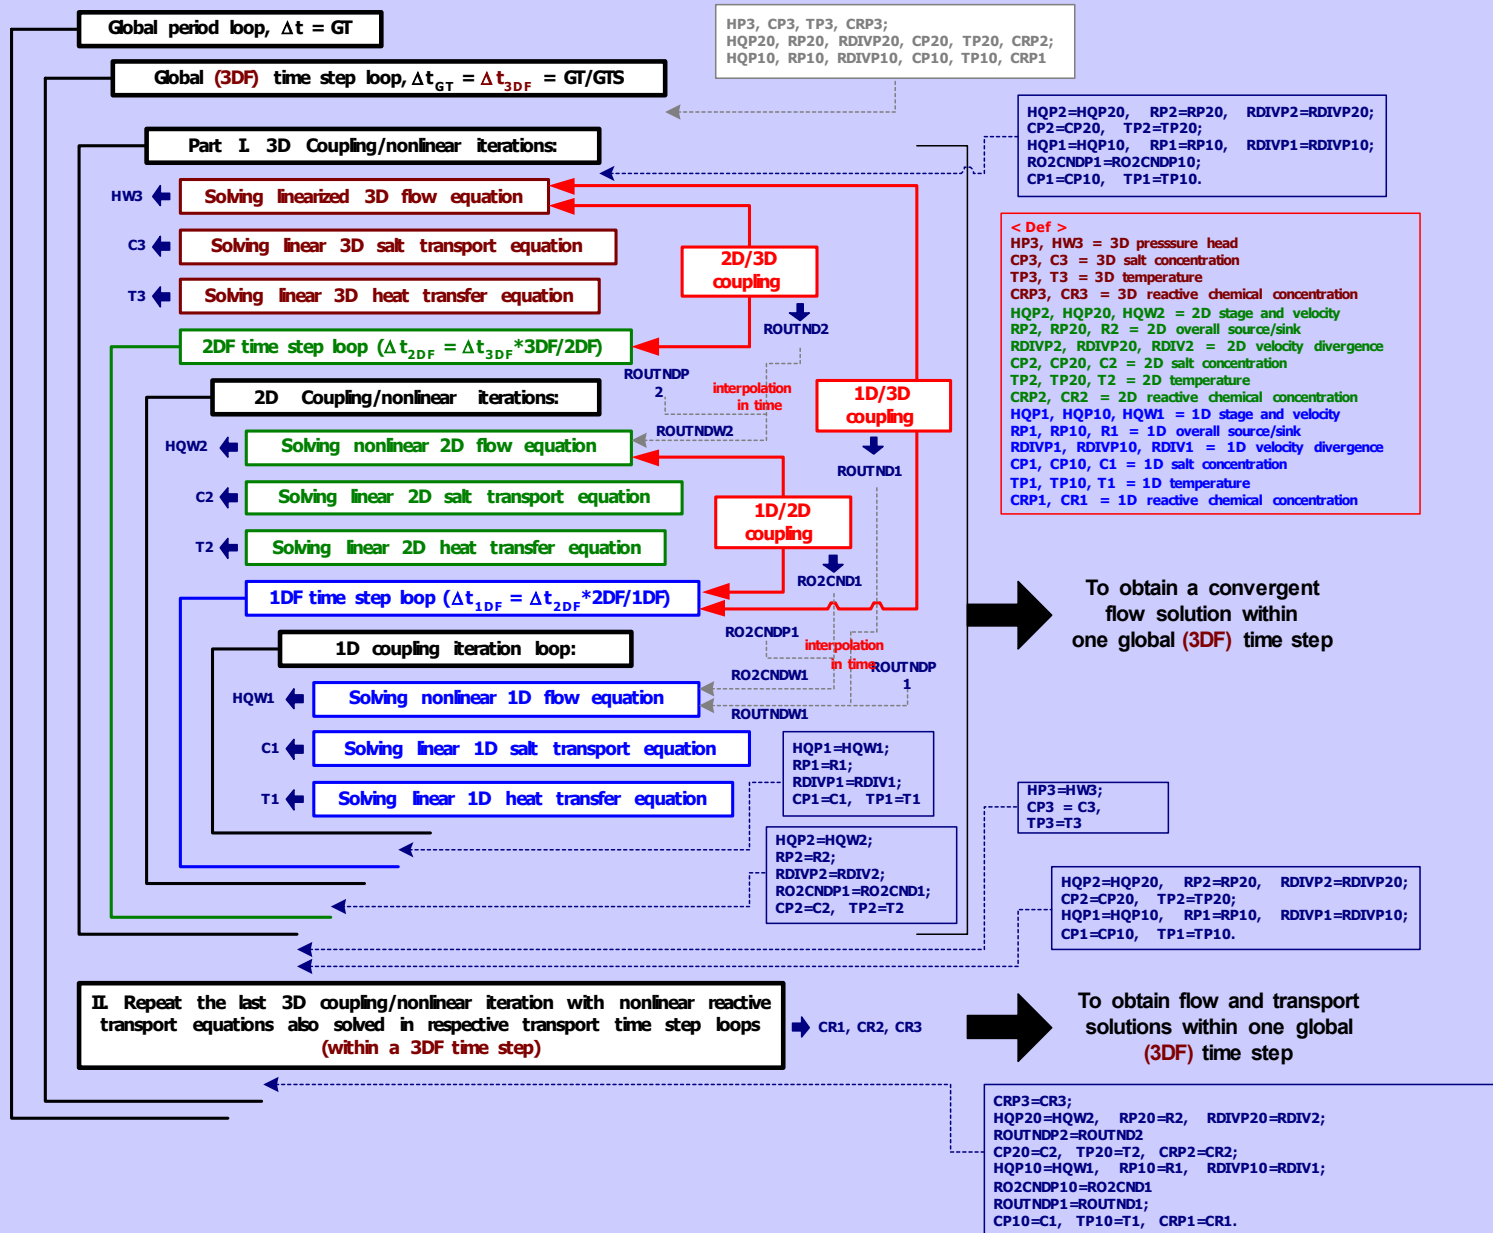 Global period loop, Δt = GT
HP3, CP3, TP3, CRP3;
HQP20, RP20, RDIVP20, CP20, TP20, CRP2;
HQP10, RP10, RDIVP10, CP10, TP10, CRP1
Global (3DF) time step loop, Δt_GT = Δt_3DF = GT/GTS
HQP2=HQP20, RP2=RP20, RDIVP2=RDIVP20;
CP2=CP20, TP2=TP20;
HQP1=HQP10, RP1=RP10, RDIVP1=RDIVP10;
RO2CNDP1=RO2CNDP10;
CP1=CP10, TP1=TP10.
Part I. 3D Coupling/nonlinear iterations:
HW3
Solving linearized 3D flow equation
C3
Solving linear 3D salt transport equation
T3
Solving linear 3D heat transfer equation
2D/3D
coupling
ROUTND2
< Def >
HP3, HW3 = 3D presssure head
CP3, C3 = 3D salt concentration
TP3, T3 = 3D temperature
CRP3, CR3 = 3D reactive chemical concentration
HQP2, HQP20, HQW2 = 2D stage and velocity
RP2, RP20, R2 = 2D overall source/sink
RDIVP2, RDIVP20, RDIV2 = 2D velocity divergence
CP2, CP20, C2 = 2D salt concentration
TP2, TP20, T2 = 2D temperature
CRP2, CR2 = 2D reactive chemical concentration
HQP1, HQP10, HQW1 = 1D stage and velocity
RP1, RP10, R1 = 1D overall source/sink
RDIVP1, RDIVP10, RDIV1 = 1D velocity divergence
CP1, CP10, C1 = 1D salt concentration
TP1, TP10, T1 = 1D temperature
CRP1, CR1 = 1D reactive chemical concentration
2DF time step loop (Δt_2DF = Δt_3DF*3DF/2DF)
ROUTNDP
2
interpolation
in time
1D/3D
coupling
2D Coupling/nonlinear iterations:
ROUTNDW2
HQW2
Solving nonlinear 2D flow equation
ROUTND1
C2
Solving linear 2D salt transport equation
1D/2D
coupling
T2
Solving linear 2D heat transfer equation
RO2CND1
1DF time step loop (Δt_1DF = Δt_2DF*2DF/1DF)
To obtain a convergent
flow solution within
one global (3DF) time step
RO2CNDP1
interpolation
in time
ROUTNDP
1
1D coupling iteration loop:
RO2CNDW1
HQW1
Solving nonlinear 1D flow equation
ROUTNDW1
C1
Solving linear 1D salt transport equation
HQP1=HQW1;
RP1=R1;
RDIVP1=RDIV1;
CP1=C1, TP1=T1
T1
Solving linear 1D heat transfer equation
HP3=HW3;
CP3 = C3,
TP3=T3
HQP2=HQW2;
RP2=R2;
RDIVP2=RDIV2;
RO2CNDP1=RO2CND1;
CP2=C2, TP2=T2
HQP2=HQP20, RP2=RP20, RDIVP2=RDIVP20;
CP2=CP20, TP2=TP20;
HQP1=HQP10, RP1=RP10, RDIVP1=RDIVP10;
CP1=CP10, TP1=TP10.
II. Repeat the last 3D coupling/nonlinear iteration with nonlinear reactive
transport equations also solved in respective transport time step loops
(within a 3DF time step)
CR1, CR2, CR3
To obtain flow and transport
solutions within one global
(3DF) time step
CRP3=CR3;
HQP20=HQW2, RP20=R2, RDIVP20=RDIV2;
ROUTNDP2=ROUTND2
CP20=C2, TP20=T2, CRP2=CR2;
HQP10=HQW1, RP10=R1, RDIVP10=RDIV1;
RO2CNDP10=RO2CND1
ROUTNDP1=ROUTND1;
CP10=C1, TP10=T1, CRP1=CR1.